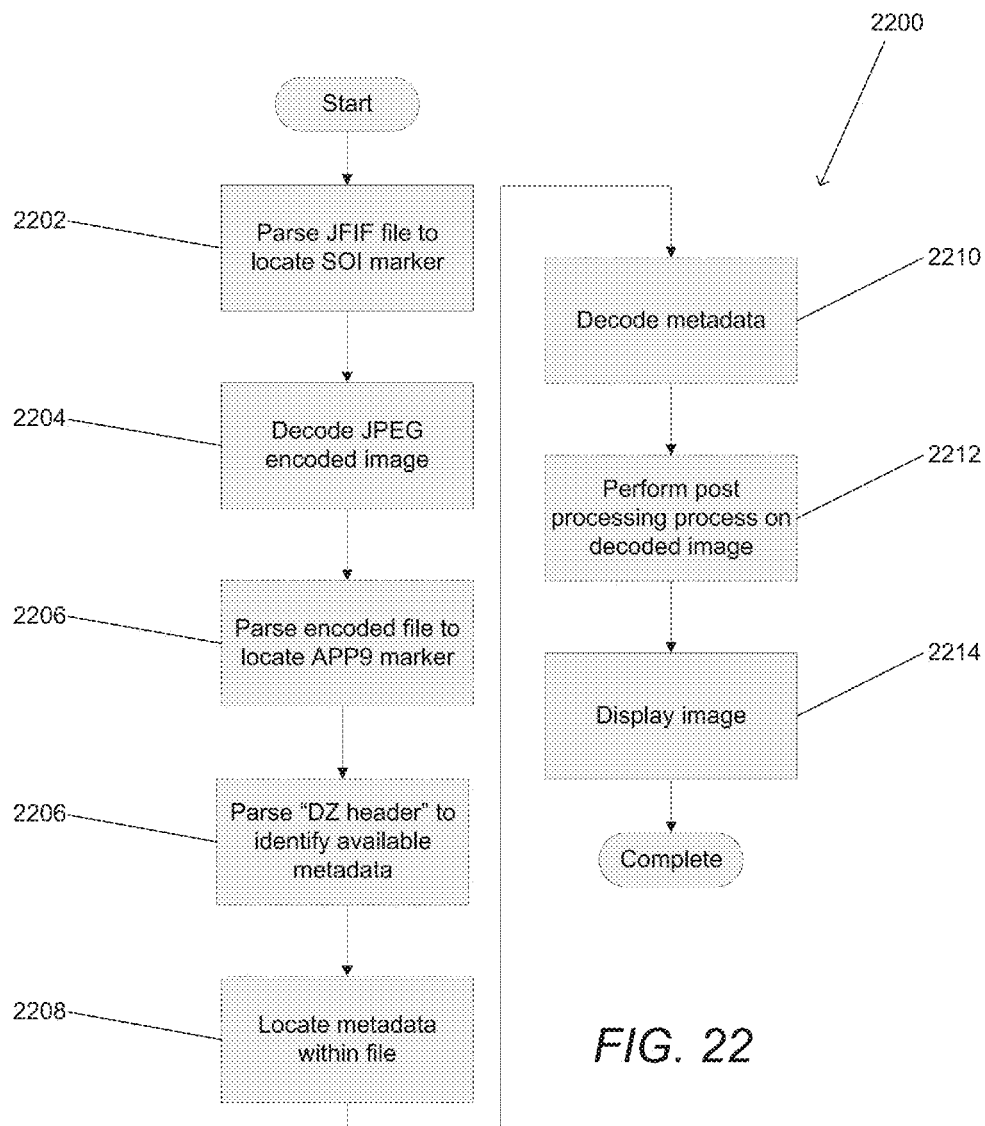 2200
Start
2202
Parse JFIF file to
locate SOI marker
2204
Decode JPEG
encoded image
2206
Parse encoded file to
locate APP9 marker
2206
Parse “DZ header” to
identify available
metadata
2208
Locate metadata
within file
2210
Decode metadata
2212
Perform post
processing process on
decoded image
2214
Display image
Complete
FIG. 22